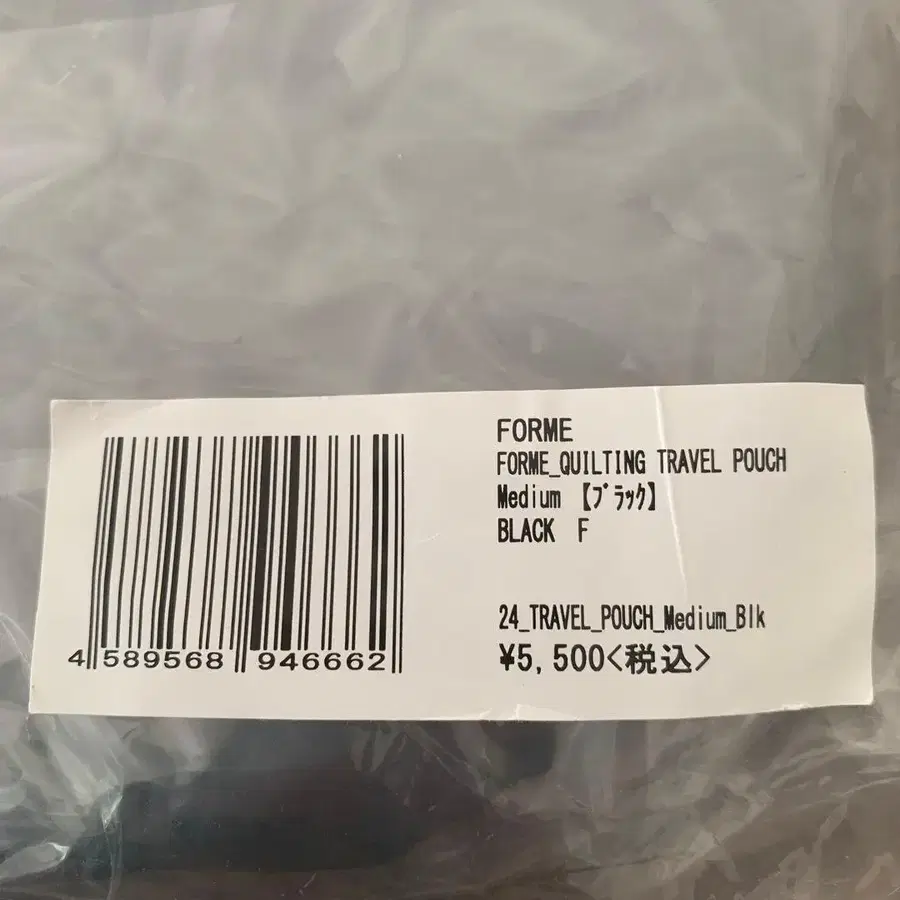 FORME
FORME_QUILTING TRAVEL POUCH
Medium 【ﾌﾞﾗｯｸ】
BLACK F
24_TRAVEL_POUCH_Medium_Blk
¥5,500<税込>
4 589568 946662